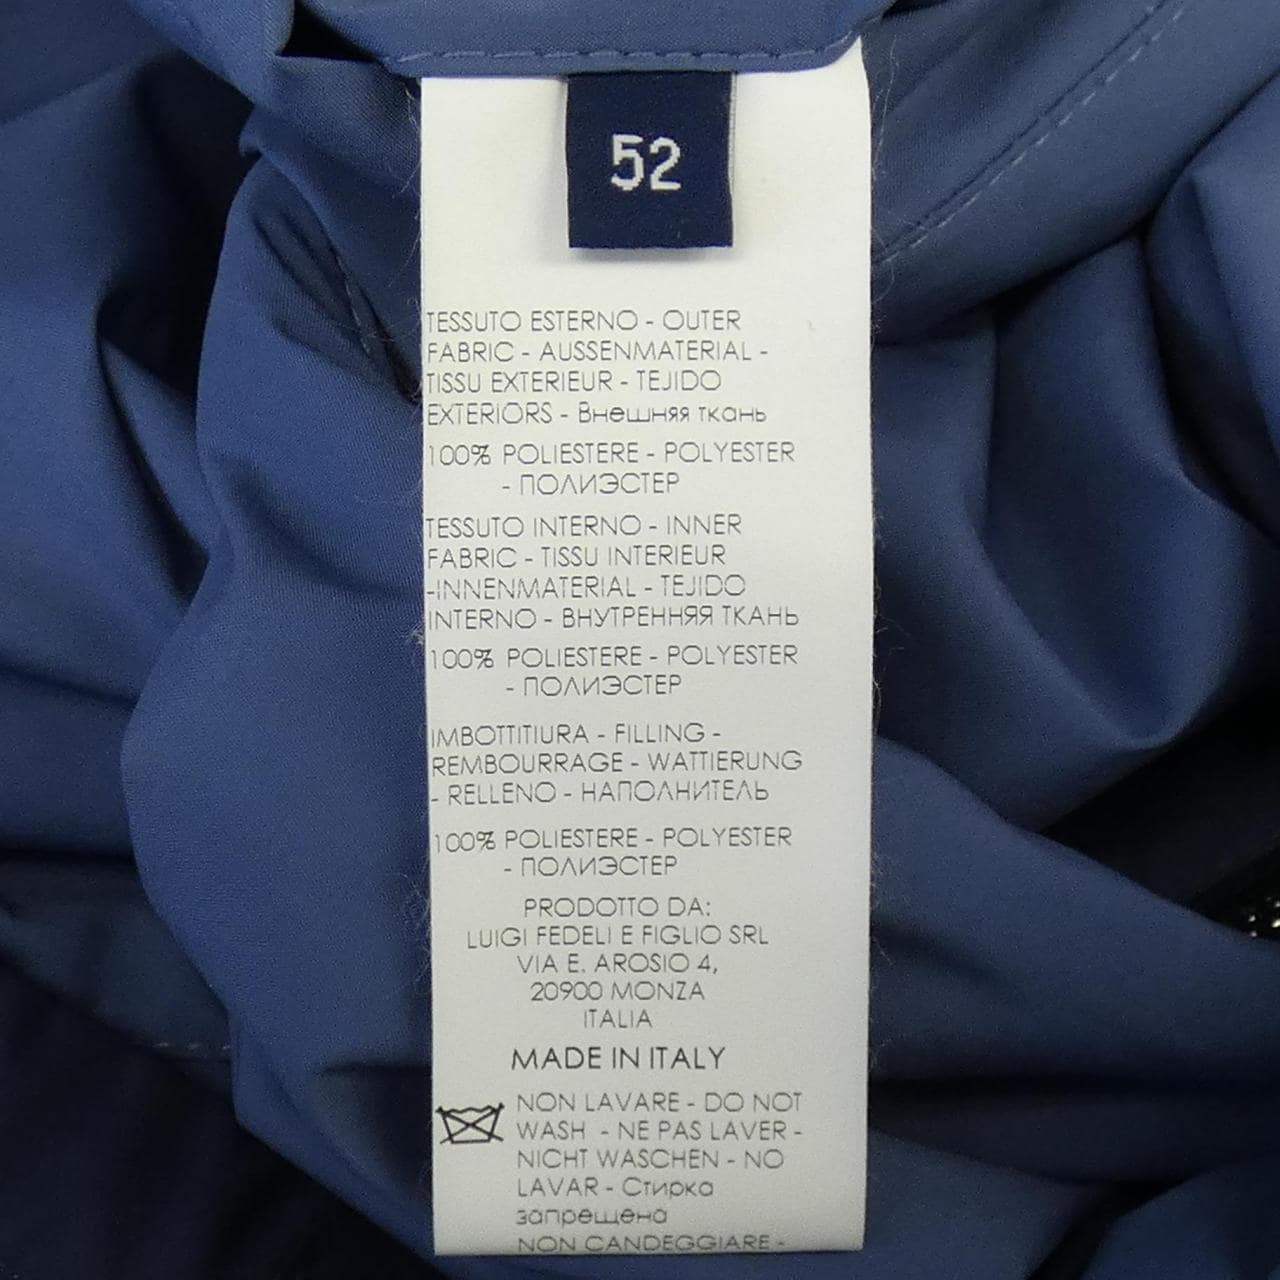 52
TESSUTO ESTERNO - OUTER
FABRIC - AUSSENMATERIAL -
TISSU EXTERIEUR - TEJIDO
EXTERIORS - Внешняя ткань
100% POLIESTERE - POLYESTER
- ПОЛИЭСТЕР
TESSUTO INTERNO - INNER
FABRIC - TISSU INTERIEUR
-INNENMATERIAL - TEJIDO
INTERNO - ВНУТРЕННЯЯ ТКАНЬ
100% POLIESTERE - POLYESTER
- ПОЛИЭСТЕР
IMBOTTITIURA - FILLING -
REMBOURRAGE - WATTIERUNG
- RELLENO - НАПОЛНИТЕЛЬ
100% POLIESTERE - POLYESTER
- ПОЛИЭСТЕР
PRODOTTO DA:
LUIGI FEDELI E FIGLIO SRL
VIA E. AROSIO 4,
20900 MONZA
ITALIA
MADE IN ITALY
NON LAVARE - DO NOT
WASH - NE PAS LAVER -
NICHT WASCHEN - NO
LAVAR - Стирка
запрещена
NON CANDEGGIARE -